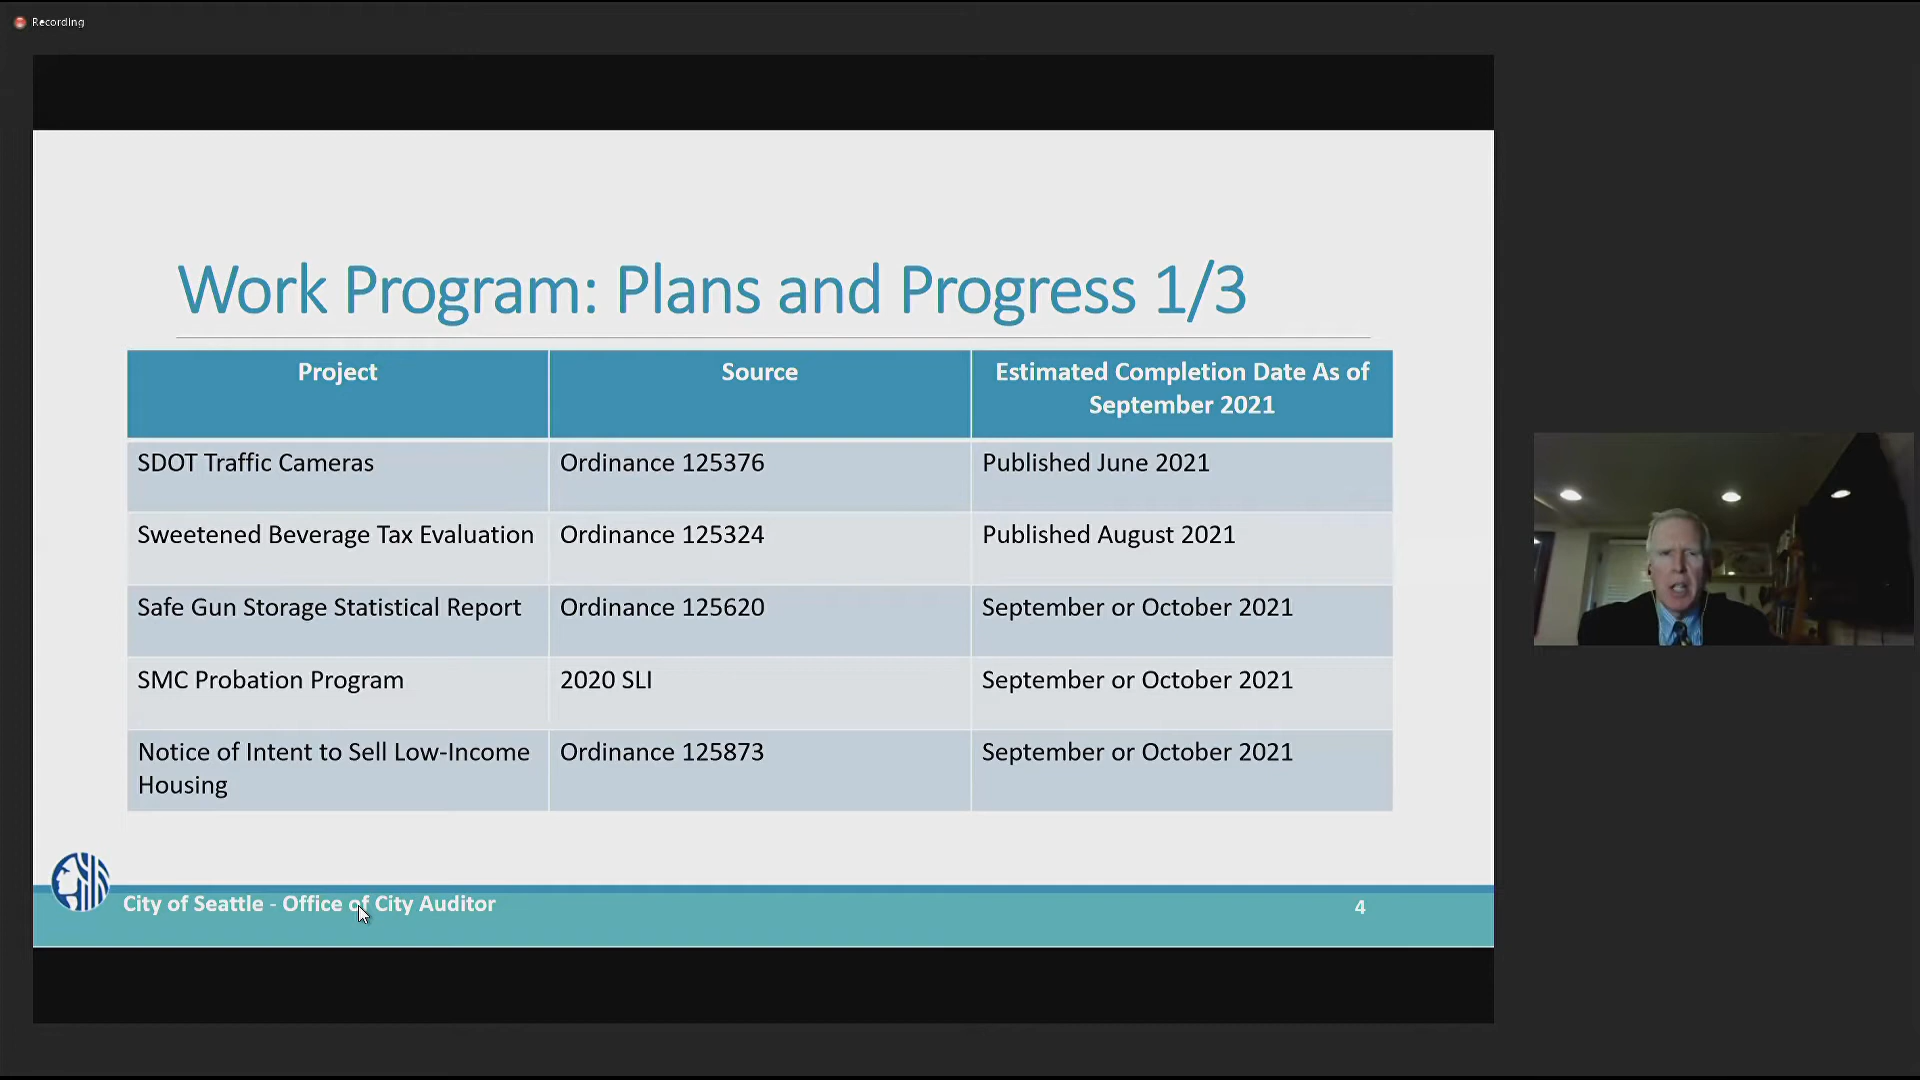 Recording
Work Program: Plans and Progress 1/3
Project
Source
Estimated Completion Date As of
September 2021
SDOT Traffic Cameras
Ordinance 125376
Published June 2021
Sweetened Beverage Tax Evaluation
Ordinance 125324
Published August 2021
Safe Gun Storage Statistical Report
Ordinance 125620
September or October 2021
SMC Probation Program
2020 SLI
September or October 2021
Notice of Intent to Sell Low-Income
Housing
Ordinance 125873
September or October 2021
City of Seattle - Office of City Auditor
4